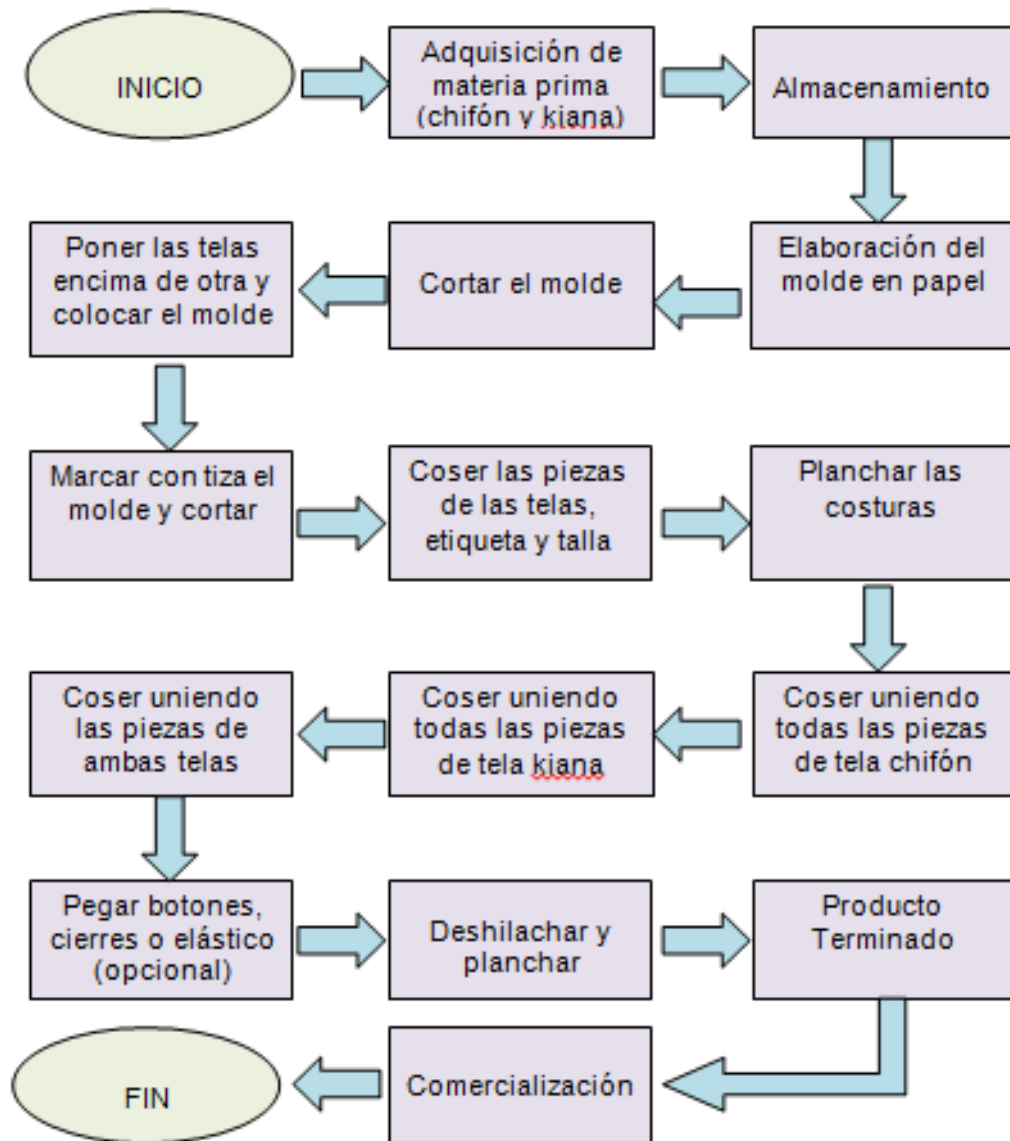 INICIO
Adquisición de
materia prima
(chifón y kiana)
Almacenamiento
Elaboración del
molde en papel
Cortar el molde
Poner las telas
encima de otra y
colocar el molde
Marcar con tiza el
molde y cortar
Coser las piezas
de las telas,
etiqueta y talla
Planchar las
costuras
Coser uniendo
todas las piezas
de tela chifón
Coser uniendo
todas las piezas
de tela kiana
Coser uniendo
las piezas de
ambas telas
Pegar botones,
cierres o elástico
(opcional)
Deshilachar y
planchar
Producto
Terminado
Comercialización
FIN